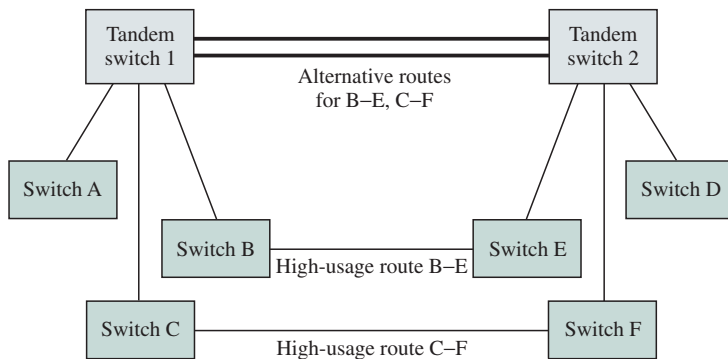 Tandem
switch 1
Tandem
switch 2
Alternative routes
for B–E, C–F
Switch A
Switch D
Switch B
Switch E
High-usage route B–E
Switch C
Switch F
High-usage route C–F